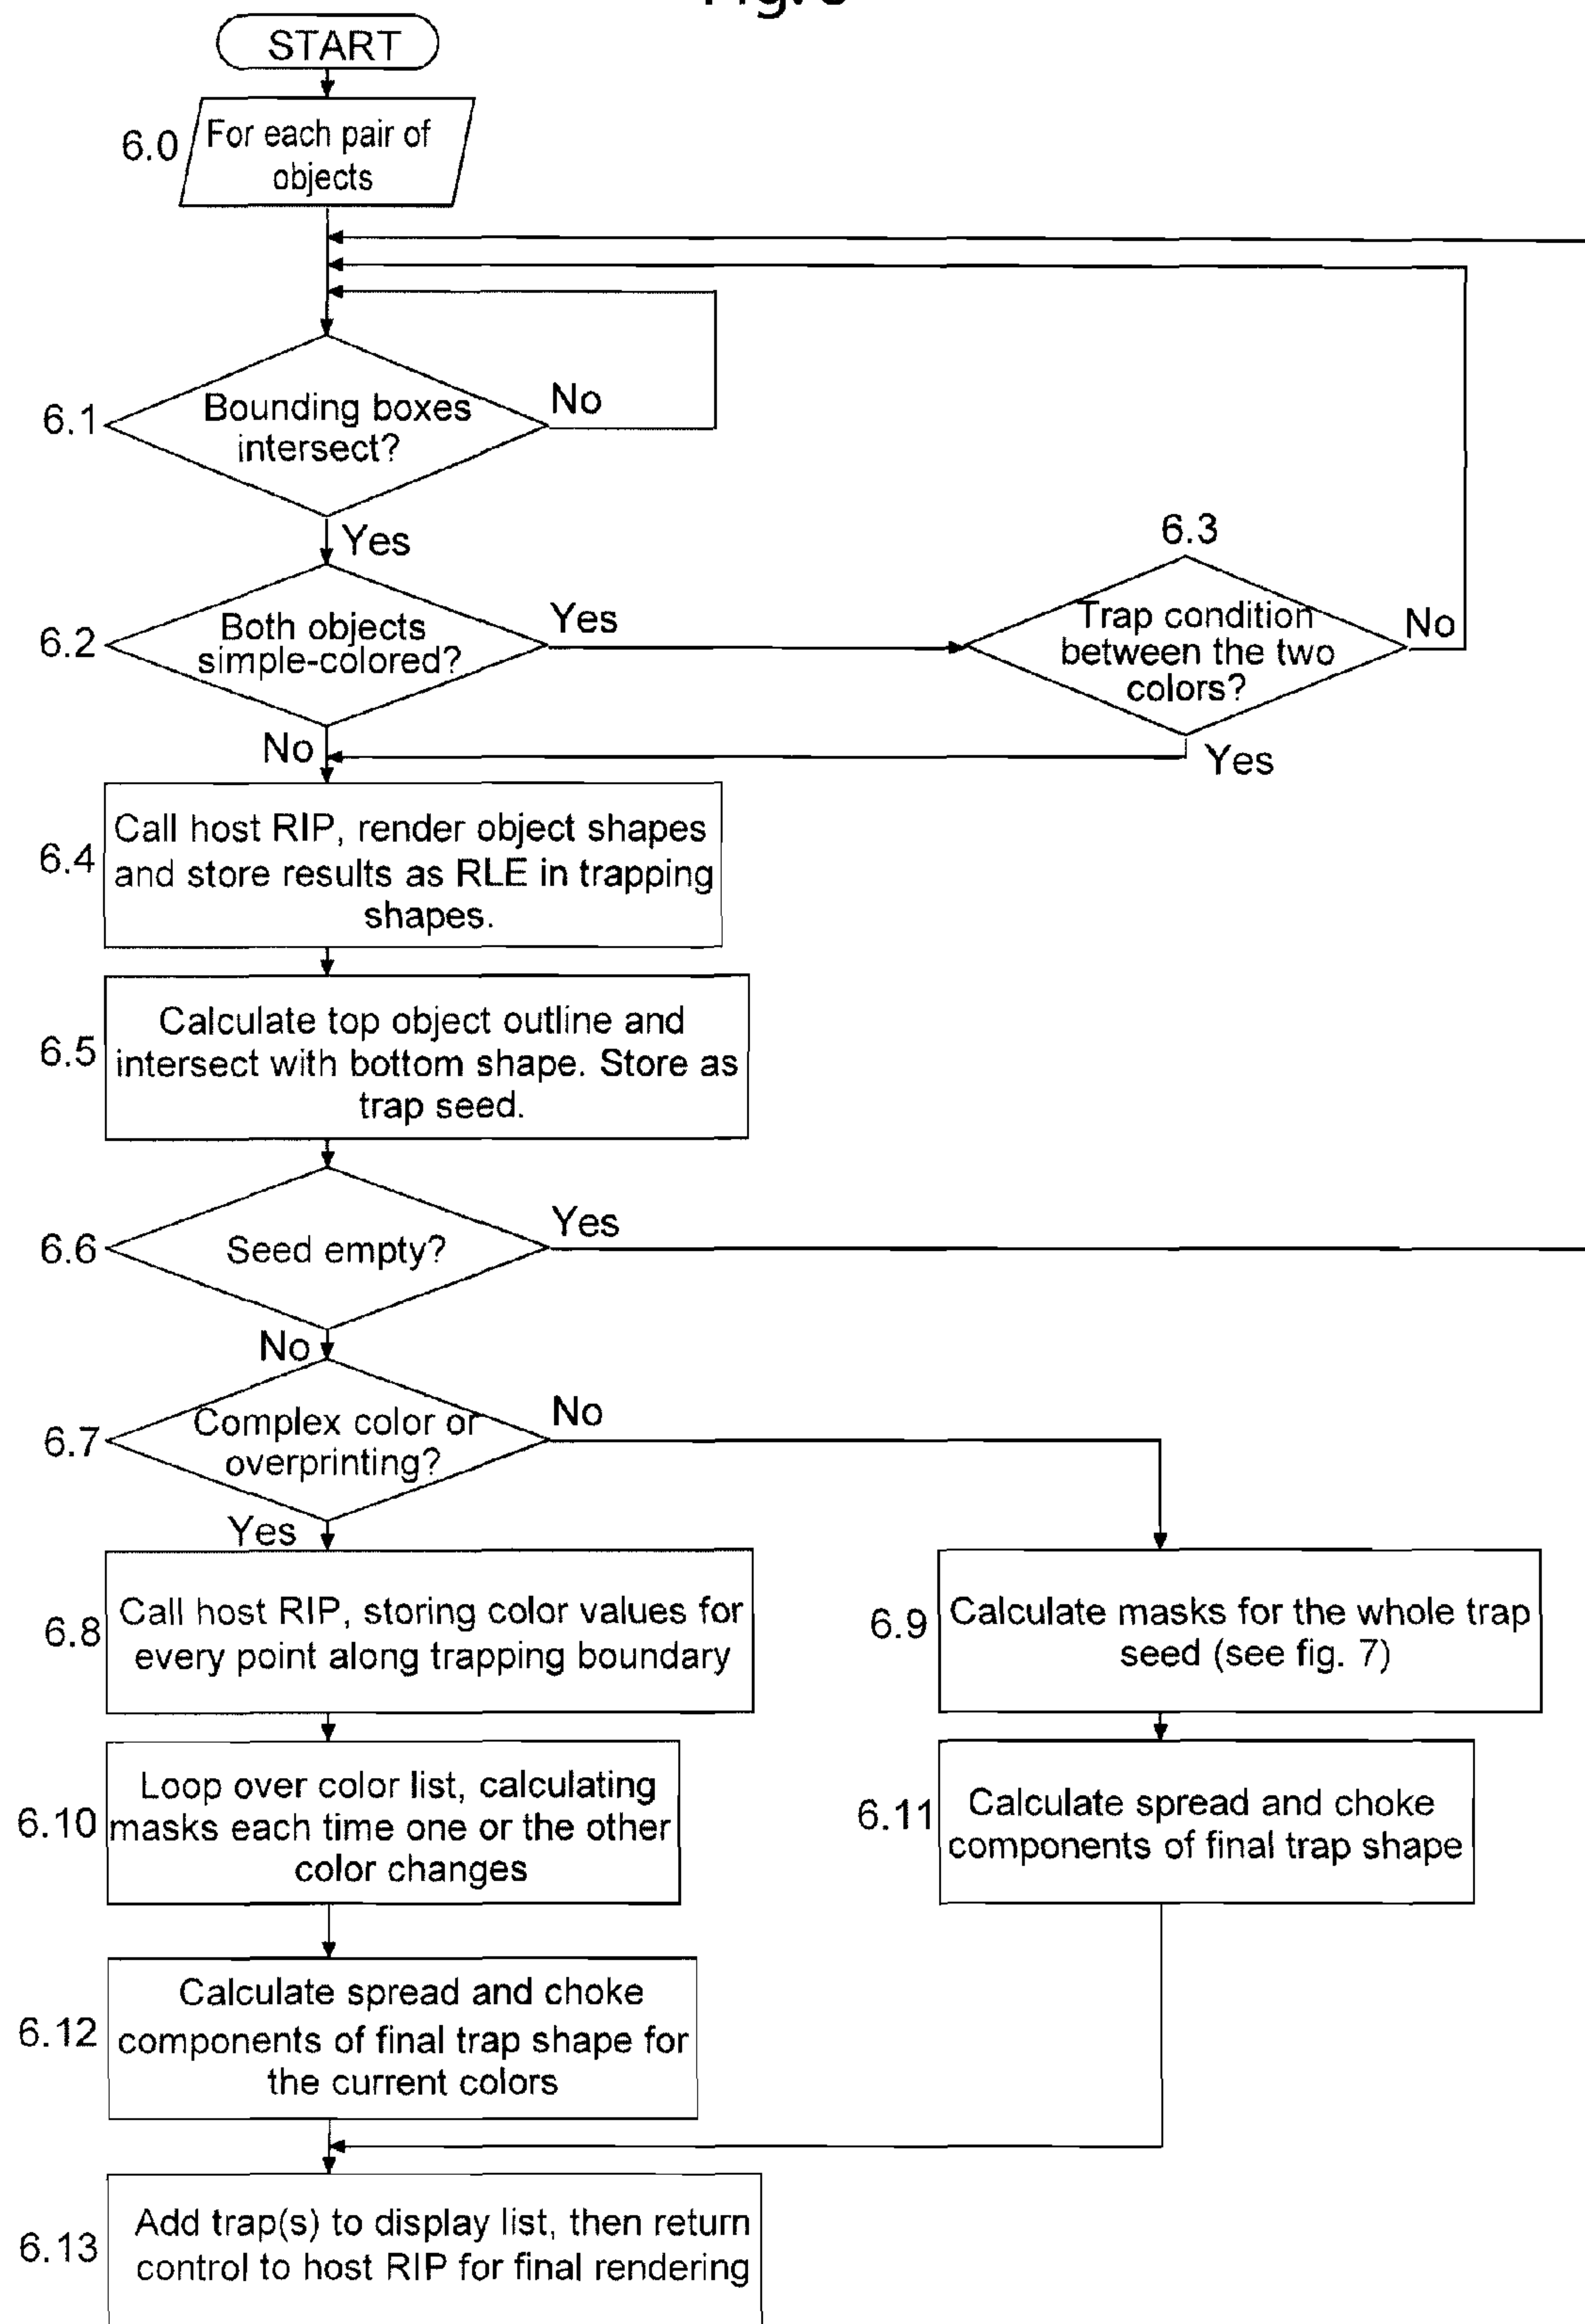 START
6.0
For each pair of
objects
6.1
Bounding boxes
intersect?
No
Yes
6.2
Both objects
simple-colored?
Yes
6.3
Trap condition
between the two
colors?
No
No
Yes
6.4
Call host RIP, render object shapes
and store results as RLE in trapping
shapes.
6.5
Calculate top object outline and
intersect with bottom shape. Store as
trap seed.
6.6
Seed empty?
Yes
No
6.7
Complex color or
overprinting?
No
Yes
6.8
Call host RIP, storing color values for
every point along trapping boundary
6.9
Calculate masks for the whole trap
seed (see fig. 7)
6.10
Loop over color list, calculating
masks each time one or the other
color changes
6.11
Calculate spread and choke
components of final trap shape
6.12
Calculate spread and choke
components of final trap shape for
the current colors
6.13
Add trap(s) to display list, then return
control to host RIP for final rendering